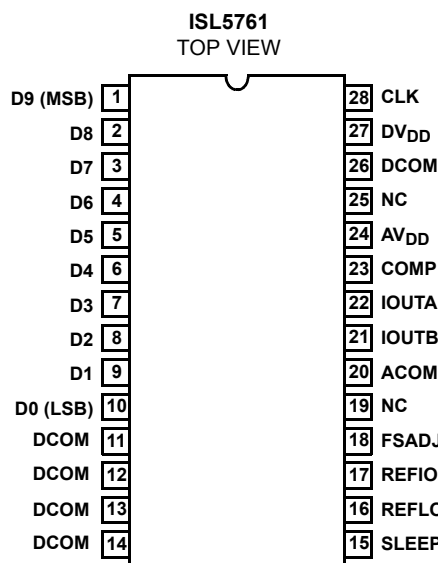 ISL5761
TOP VIEW
D9 (MSB) 1 28 CLK
D8 2 27 DVDD
D7 3 26 DCOM
D6 4 25 NC
D5 5 24 AVDD
D4 6 23 COMP
D3 7 22 IOUTA
D2 8 21 IOUTB
D1 9 20 ACOM
D0 (LSB) 10 19 NC
DCOM 11 18 FSADJ
DCOM 12 17 REFIO
DCOM 13 16 REFLO
DCOM 14 15 SLEEP